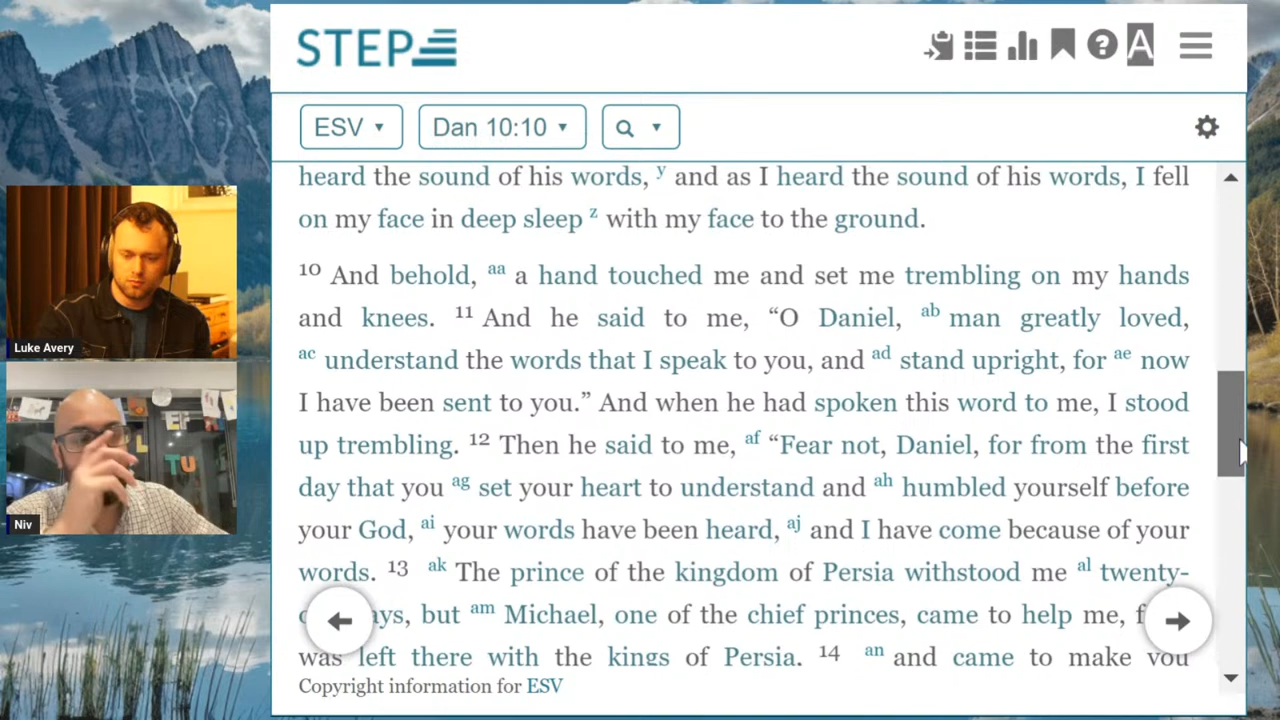 STEP
A
ESV
Dan 10:10
heard the sound of his words, y and as I heard the sound of his words, I fell
on my face in deep sleep z with my face to the ground.
10 And behold, aa a hand touched me and set me trembling on my hands
and knees. 11 And he said to me, “O Daniel, ab man greatly loved,
ac understand the words that I speak to you, and ad stand upright, for ae now
I have been sent to you.” And when he had spoken this word to me, I stood
up trembling. 12 Then he said to me, af “Fear not, Daniel, for from the first
day that you ag set your heart to understand and ah humbled yourself before
your God, ai your words have been heard, aj and I have come because of your
words. 13 ak The prince of the kingdom of Persia withstood me al twenty-
but am Michael, one of the chief princes, came to help me,
was left there with the kings of Persia. 14 an and came to make you
Copyright information for ESV
Luke Avery
Niv